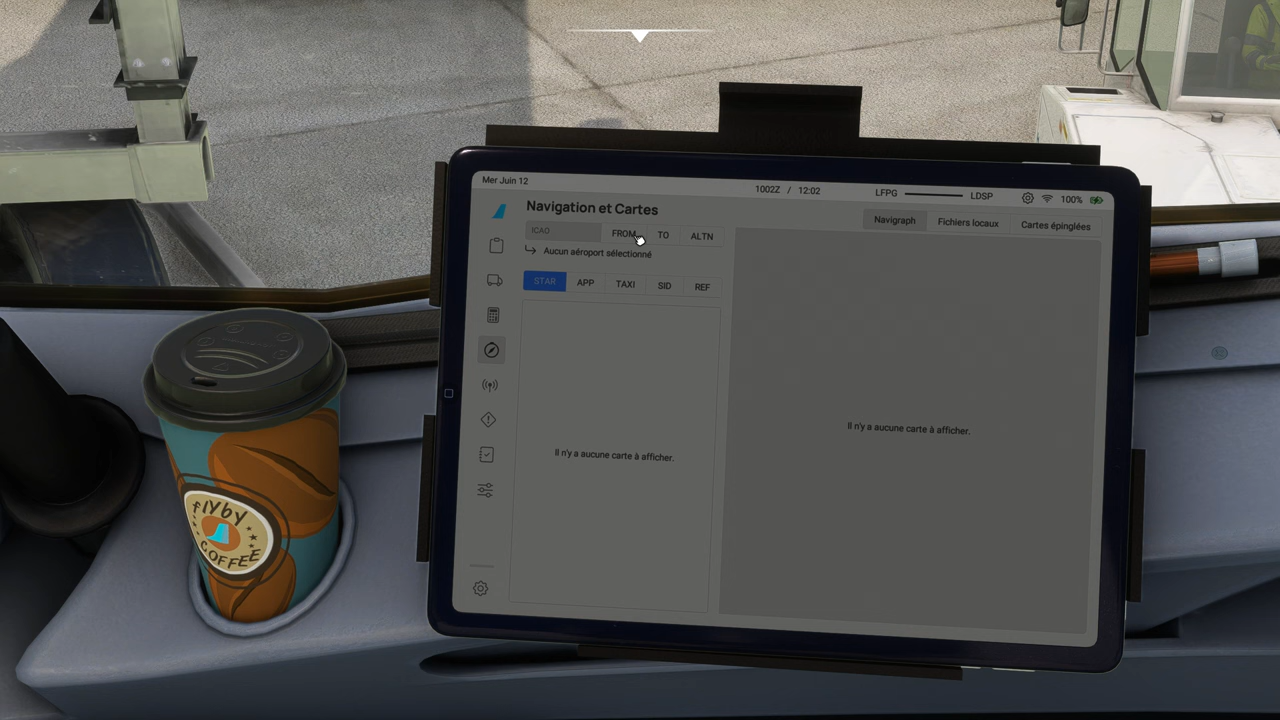 Mer Juin 12
1002Z / 12:02
LFPG LDSP
100%
Navigation et Cartes
Navigraph Fichiers locaux Cartes épinglées
ICAO FROM TO ALTN
Aucun aéroport sélectionné
STAR APP TAXI SID REF
Il n'y a aucune carte à afficher.
Il n'y a aucune carte à afficher.
flyby
COFFEE